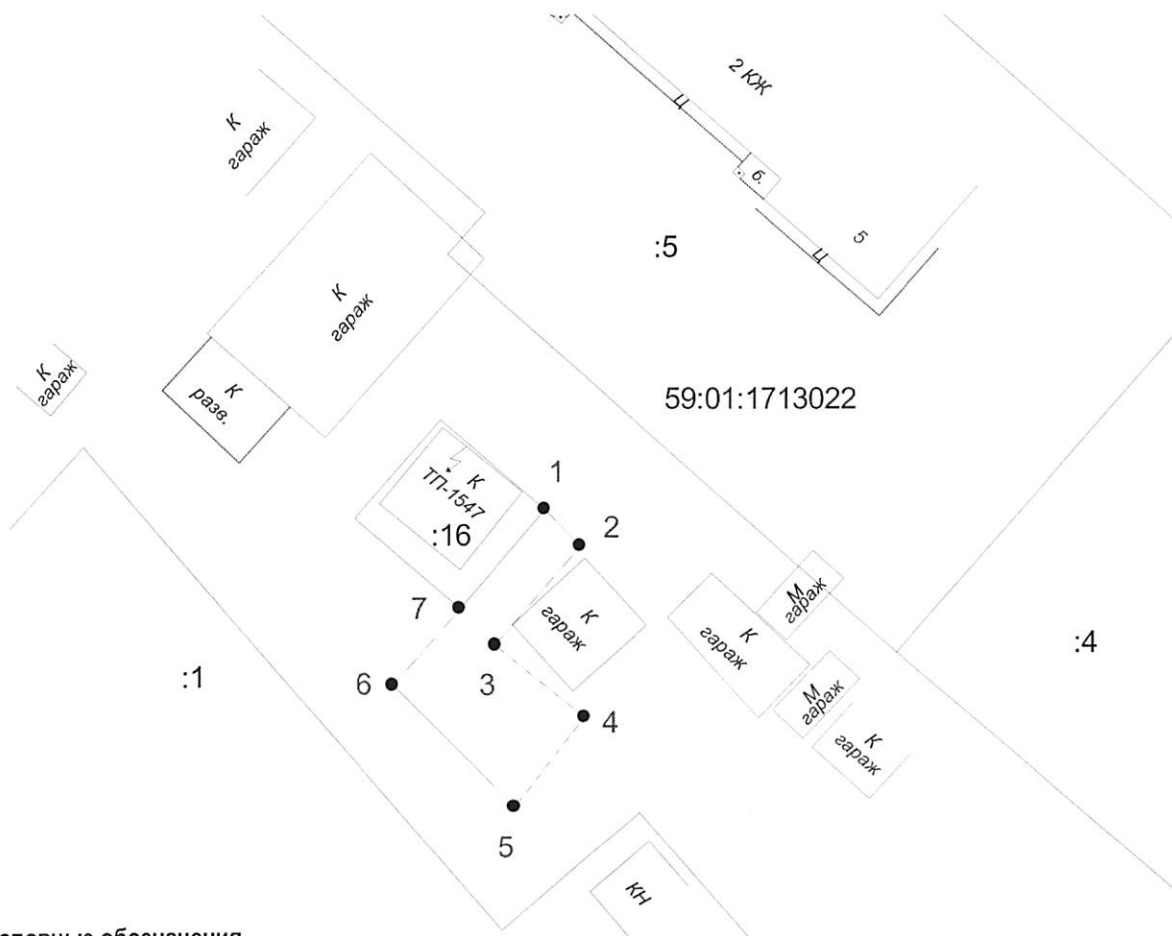 2 КЖ
К
гараж
Ц
б.
:5
Ц
5
К
гараж
К
гараж
К
разв.
59:01:1713022
К
ТП-1547
:16
1
2
7
К
гараж
3
М
гараж
К
гараж
:4
:1
6
4
М
гараж
К
гараж
5
КН